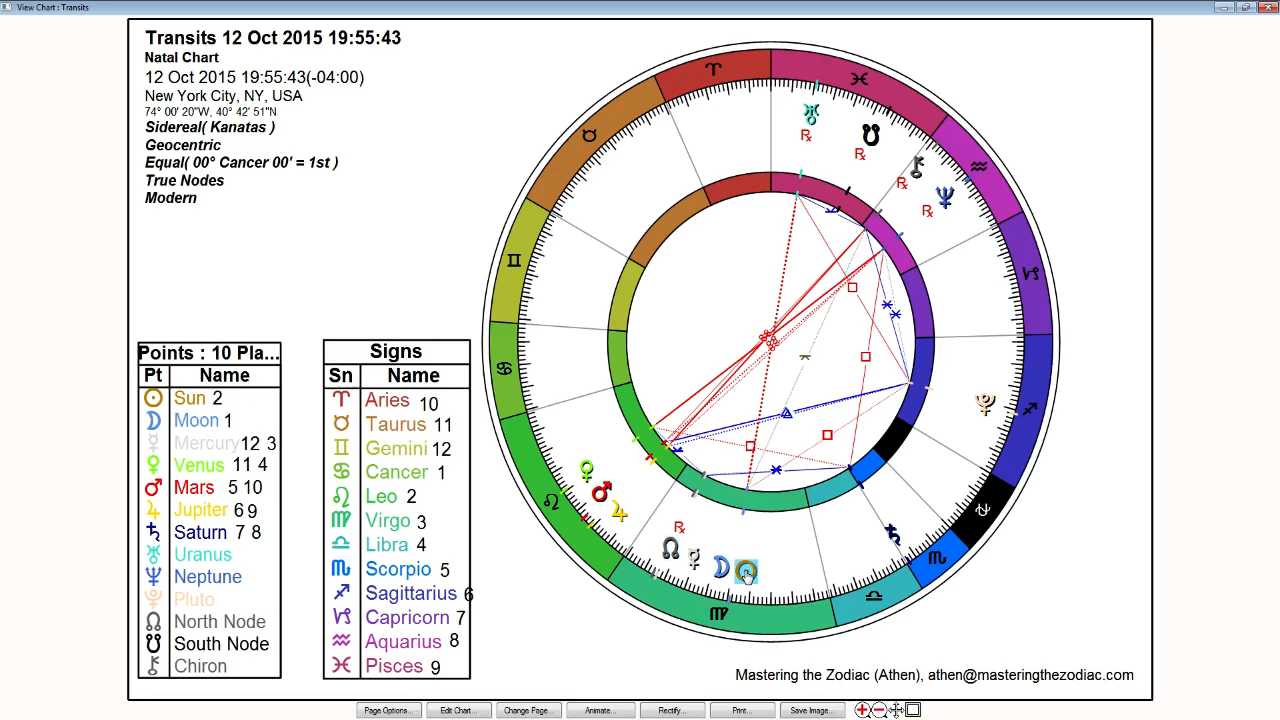 View Chart : Transits
Transits 12 Oct 2015 19:55:43
Natal Chart
12 Oct 2015 19:55:43(-04:00)
New York City, NY, USA
74° 00' 20"W, 40° 42' 51"N
Sidereal( Kanatas )
Geocentric
Equal( 00° Cancer 00' = 1st )
True Nodes
Modern
Points : 10 Pla...
Pt Name
☉ Sun 2
☽ Moon 1
☿ Mercury 12 3
♀ Venus 11 4
♂ Mars 5 10
♃ Jupiter 6 9
♄ Saturn 7 8
♅ Uranus
♆ Neptune
Pluto
☊ North Node
☋ South Node
⚷ Chiron
Signs
Sn Name
♈ Aries 10
♉ Taurus 11
♊ Gemini 12
♋ Cancer 1
♌ Leo 2
♍ Virgo 3
♎ Libra 4
♏ Scorpio 5
♐ Sagittarius 6
♑ Capricorn 7
♒ Aquarius 8
♓ Pisces 9
℞
℞
℞
℞
℞
Mastering the Zodiac (Athen), athen@masteringthezodiac.com
Page Options... Edit Chart... Change Page... Animate... Rectify... Print... Save Image...